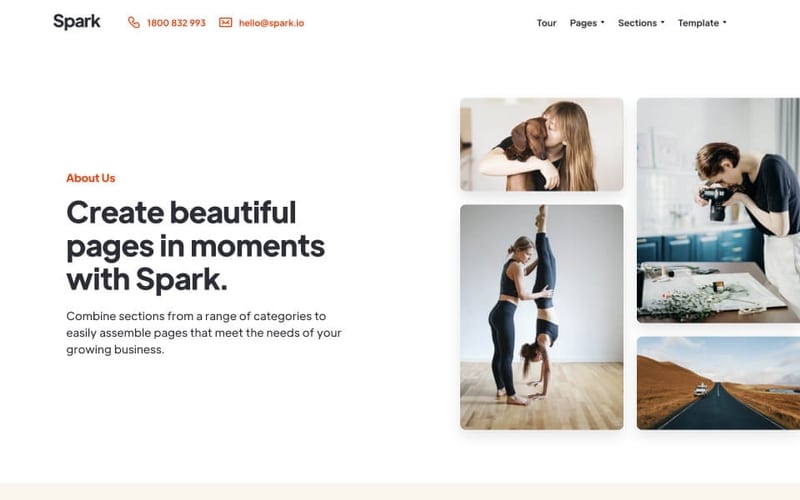 Spark
1800 832 993
hello@spark.io
Tour
Pages
Sections
Template
About Us
Create beautiful
pages in moments
with Spark.
Combine sections from a range of categories to
easily assemble pages that meet the needs of your
growing business.